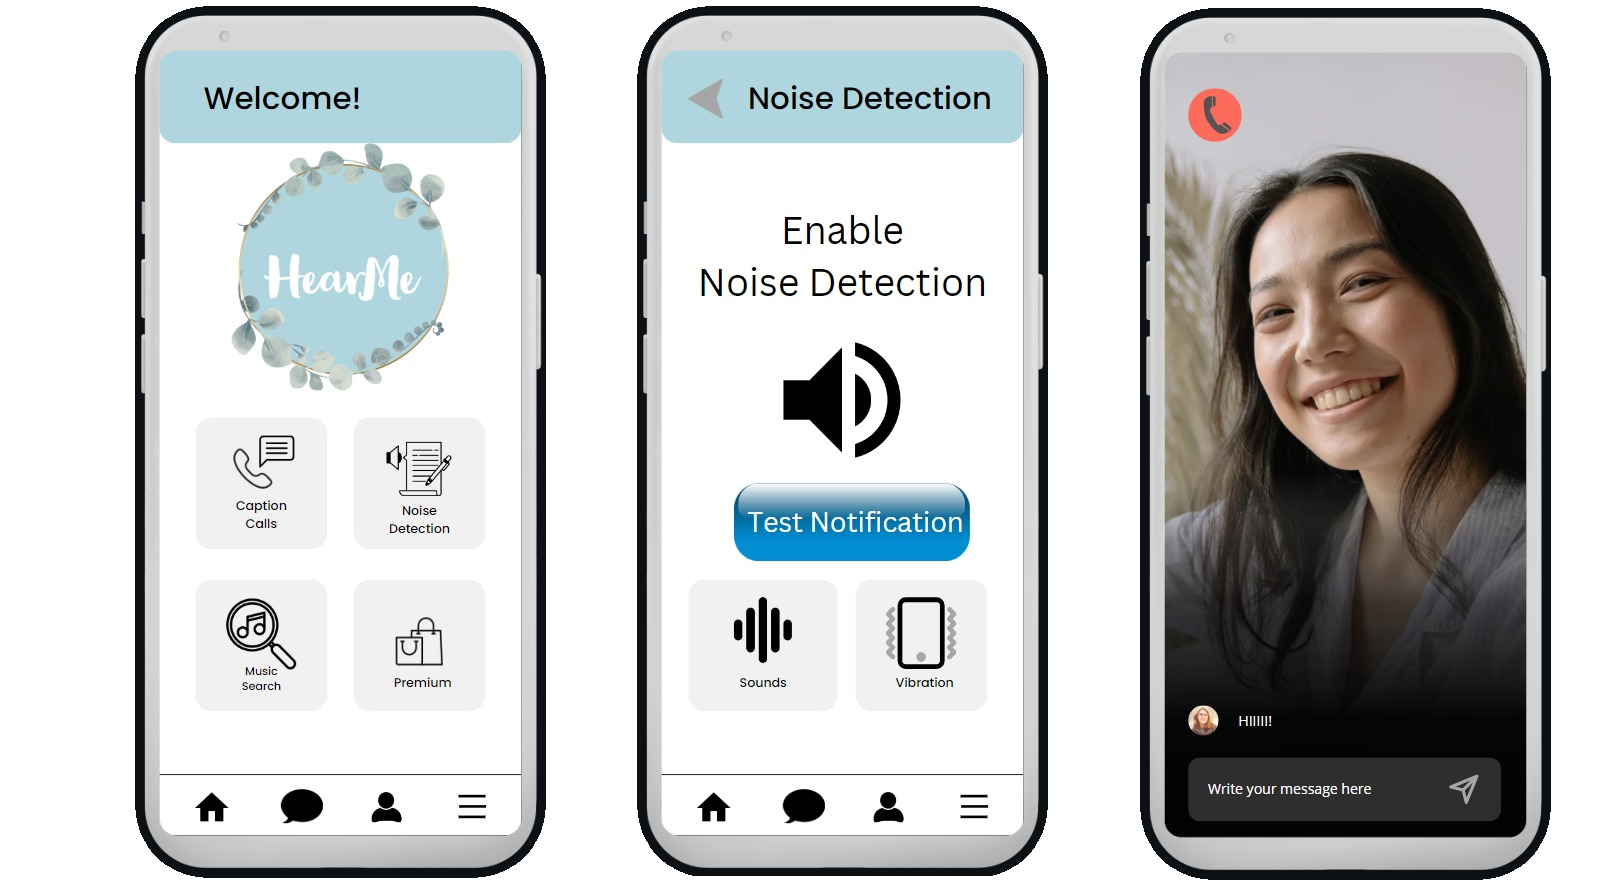 Welcome!
HearMe
Caption
Calls
Noise
Detection
Music
Search
Premium
Noise Detection
Enable
Noise Detection
Test Notification
Sounds
Vibration
HIIIII!
Write your message here